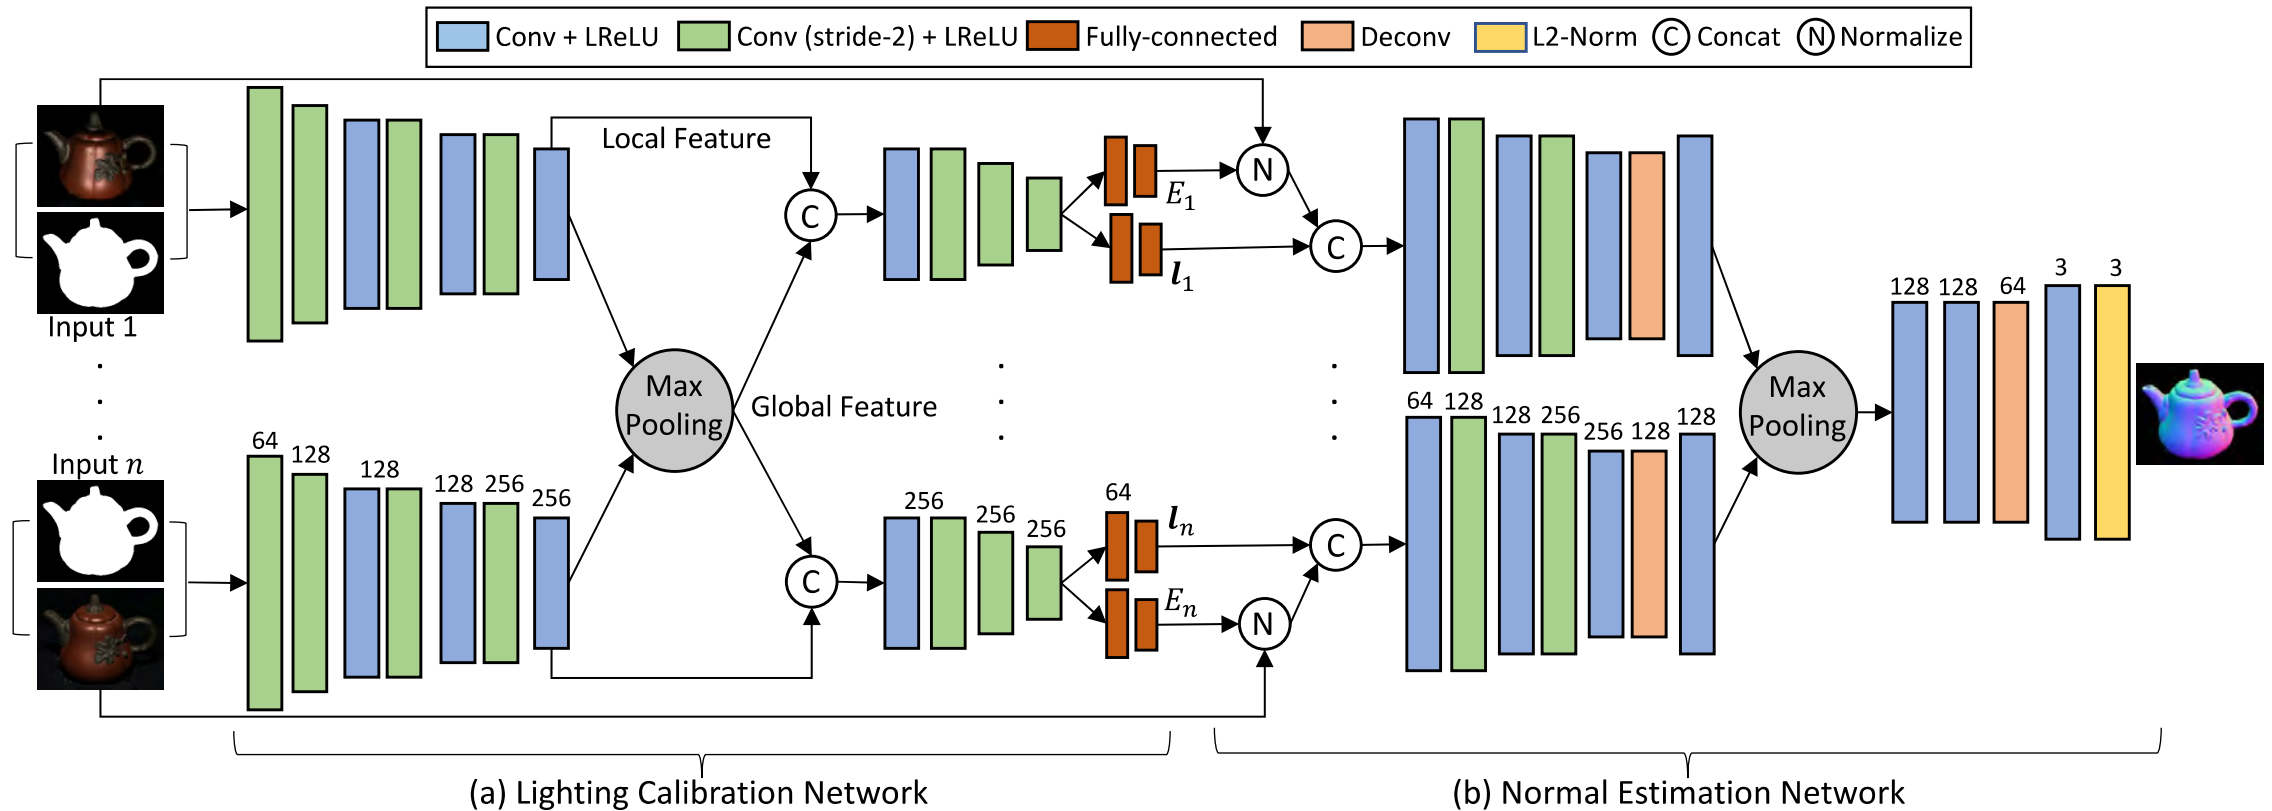 Conv + LReLU Conv (stride-2) + LReLU Fully-connected Deconv L2-Norm C Concat N Normalize
Local Feature
C
E₁
N
l₁
C
Input 1
Max
Pooling
Global Feature
3 3
128 128 64
Max
Pooling
64 128 128 256 256 128 128
Input n
64 128 128 128 256 256
256 256 256
64
lₙ
C
C
Eₙ
N
(a) Lighting Calibration Network
(b) Normal Estimation Network